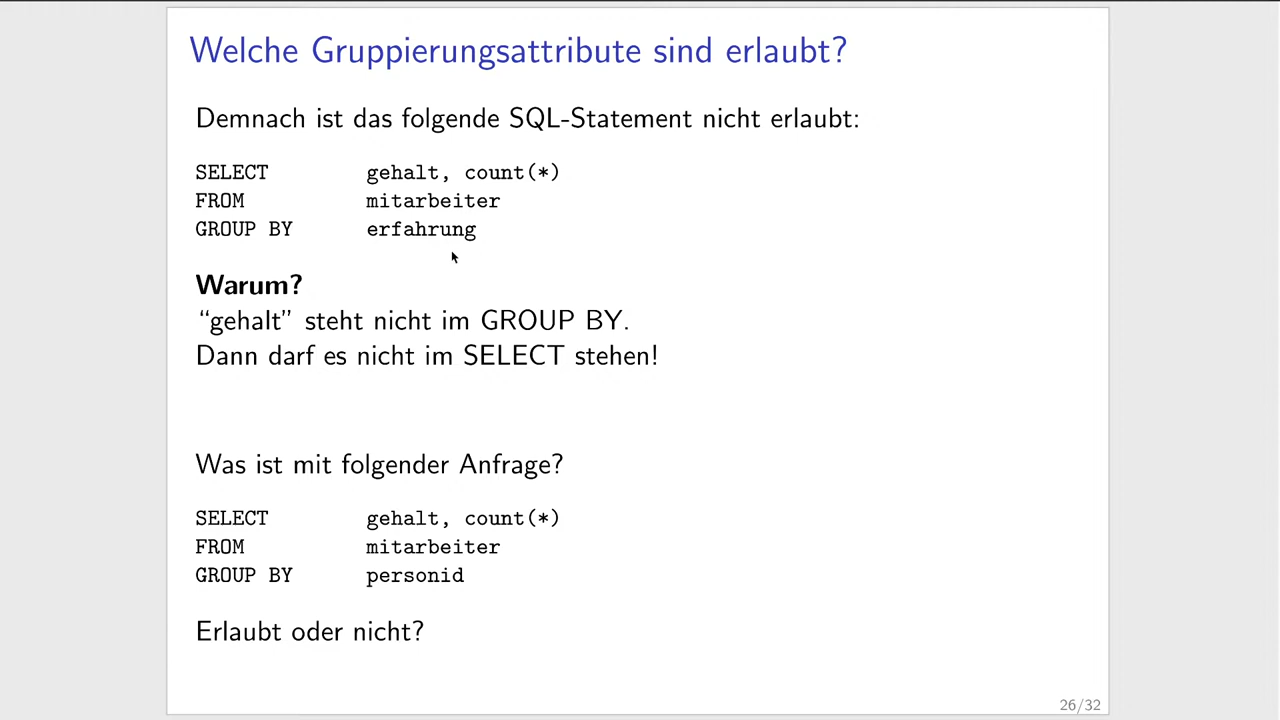 Welche Gruppierungsattribute sind erlaubt?
Demnach ist das folgende SQL-Statement nicht erlaubt:
SELECT gehalt, count(*)
FROM mitarbeiter
GROUP BY erfahrung
Warum?
“gehalt” steht nicht im GROUP BY.
Dann darf es nicht im SELECT stehen!
Was ist mit folgender Anfrage?
SELECT gehalt, count(*)
FROM mitarbeiter
GROUP BY personid
Erlaubt oder nicht?
26/32